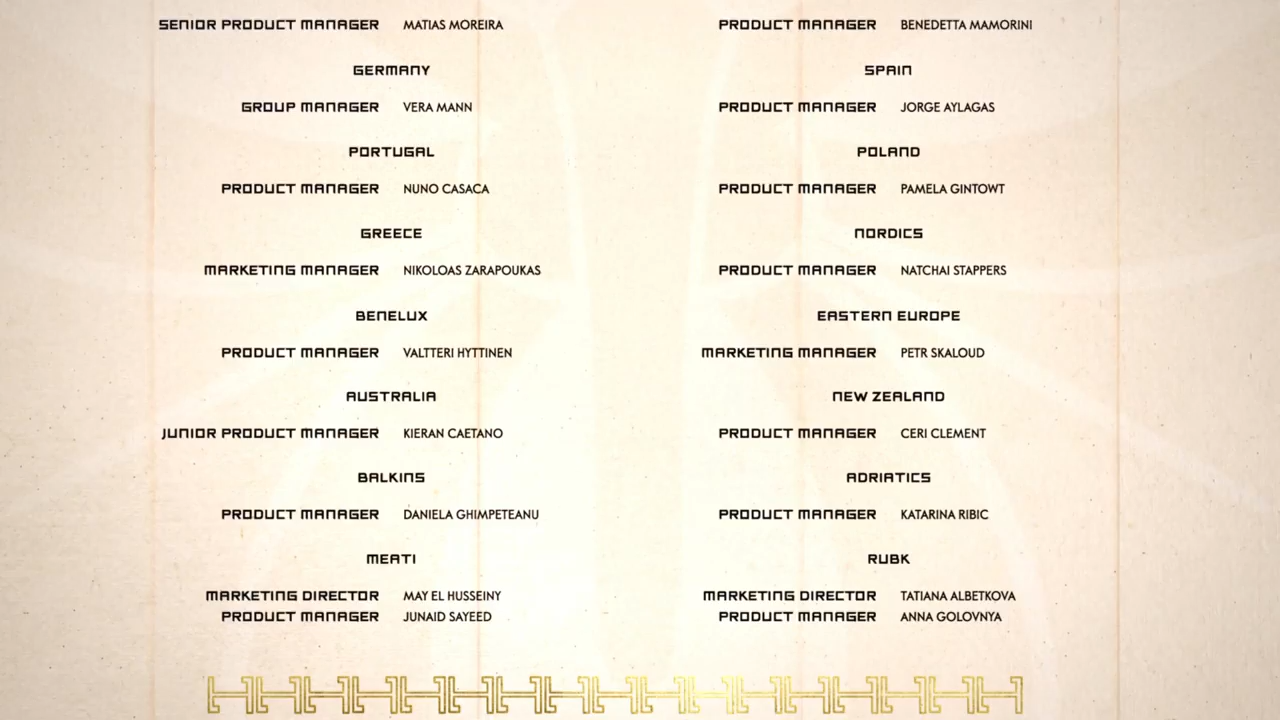 SENIOR PRODUCT MANAGER MATIAS MOREIRA
GERMANY
GROUP MANAGER VERA MANN
PORTUGAL
PRODUCT MANAGER NUNO CASACA
GREECE
MARKETING MANAGER NIKOLOAS ZARAPOUKAS
BENELUX
PRODUCT MANAGER VALTTERI HYTTINEN
AUSTRALIA
JUNIOR PRODUCT MANAGER KIERAN CAETANO
BALKINS
PRODUCT MANAGER DANIELA GHIMPETEANU
MEATI
MARKETING DIRECTOR MAY EL HUSSEINY
PRODUCT MANAGER JUNAID SAYEED
PRODUCT MANAGER BENEDETTA MAMORINI
SPAIN
PRODUCT MANAGER JORGE AYLAGAS
POLAND
PRODUCT MANAGER PAMELA GINTOWT
NORDICS
PRODUCT MANAGER NATCHAI STAPPERS
EASTERN EUROPE
MARKETING MANAGER PETR SKALOUD
NEW ZEALAND
PRODUCT MANAGER CERI CLEMENT
ADRIATICS
PRODUCT MANAGER KATARINA RIBIC
RUBK
MARKETING DIRECTOR TATIANA ALBETKOVA
PRODUCT MANAGER ANNA GOLOVNYA